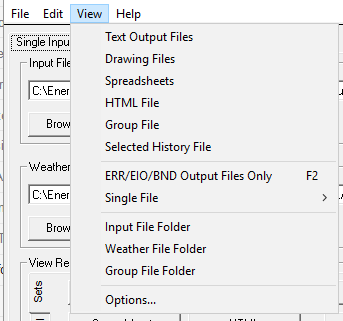 File Edit View Help
Single Inpu
Text Output Files
Drawing Files
Spreadsheets
HTML File
Group File
Selected History File
ERR/EIO/BND Output Files Only F2
Single File >
Input File Folder
Weather File Folder
Group File Folder
Options...
Input File
C:\Ener
Brow
Weathe
C:\Ener
Brow
View Re
Sets